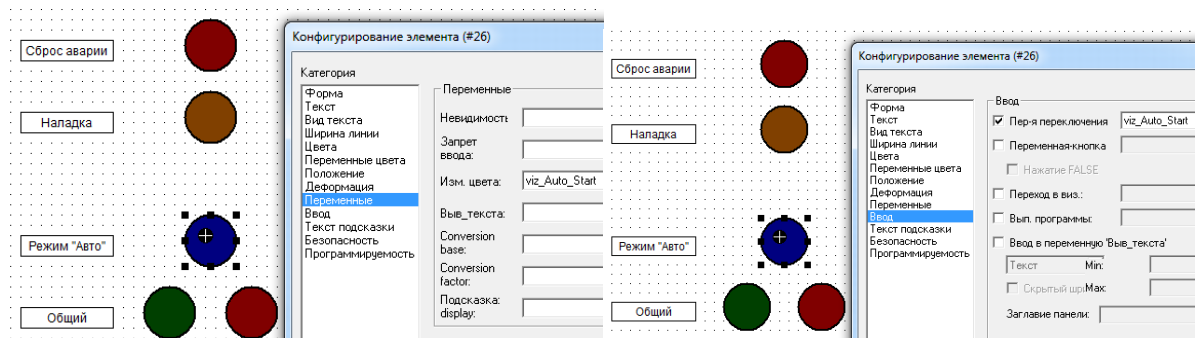 Сброс аварии
Наладка
Режим "Авто"
Общий
Конфигурирование элемента (#26)
Категория
Форма
Текст
Вид текста
Ширина линии
Цвета
Переменные цвета
Положение
Деформация
Переменные
Ввод
Текст подсказки
Безопасность
Программируемость
Переменные
Невидимость
Запрет
ввода:
Изм. цвета: viz_Auto_Start
Выв_текста:
Conversion
base:
Conversion
factor:
Подсказка:
display:
Сброс аварии
Наладка
Режим "Авто"
Общий
Конфигурирование элемента (#26)
Категория
Форма
Текст
Вид текста
Ширина линии
Цвета
Переменные цвета
Положение
Деформация
Переменные
Ввод
Текст подсказки
Безопасность
Программируемость
Ввод
Пер-я переключения viz_Auto_Start
Переменная-кнопка
Нажатие FALSE
Переход в виз.:
Вып. программы:
Ввод в переменную 'Выв_текста'
Текст Min:
Скрытый шри Max:
Заглавие панели: